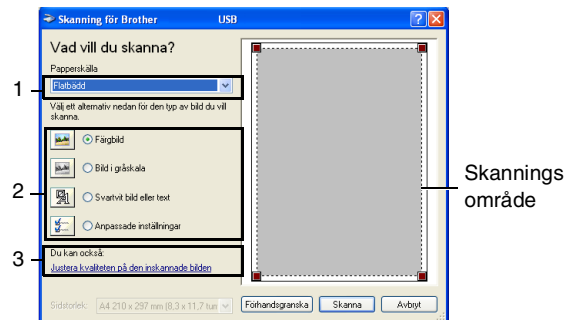 Skanning för Brother USB
Vad vill du skanna?
Papperskälla
1
Flatbädd
Välj ett alternativ nedan för den typ av bild du vill
skanna.
Färgbild
Bild i gråskala
2
Svartvit bild eller text
Anpassade inställningar
3
Du kan också:
Justera kvaliteten på den inskannade bilden
Sidstorlek:
A4 210 x 297 mm (8,3 x 11,7 tum
Förhandsgranska
Skanna
Avbryt
Skannings
område